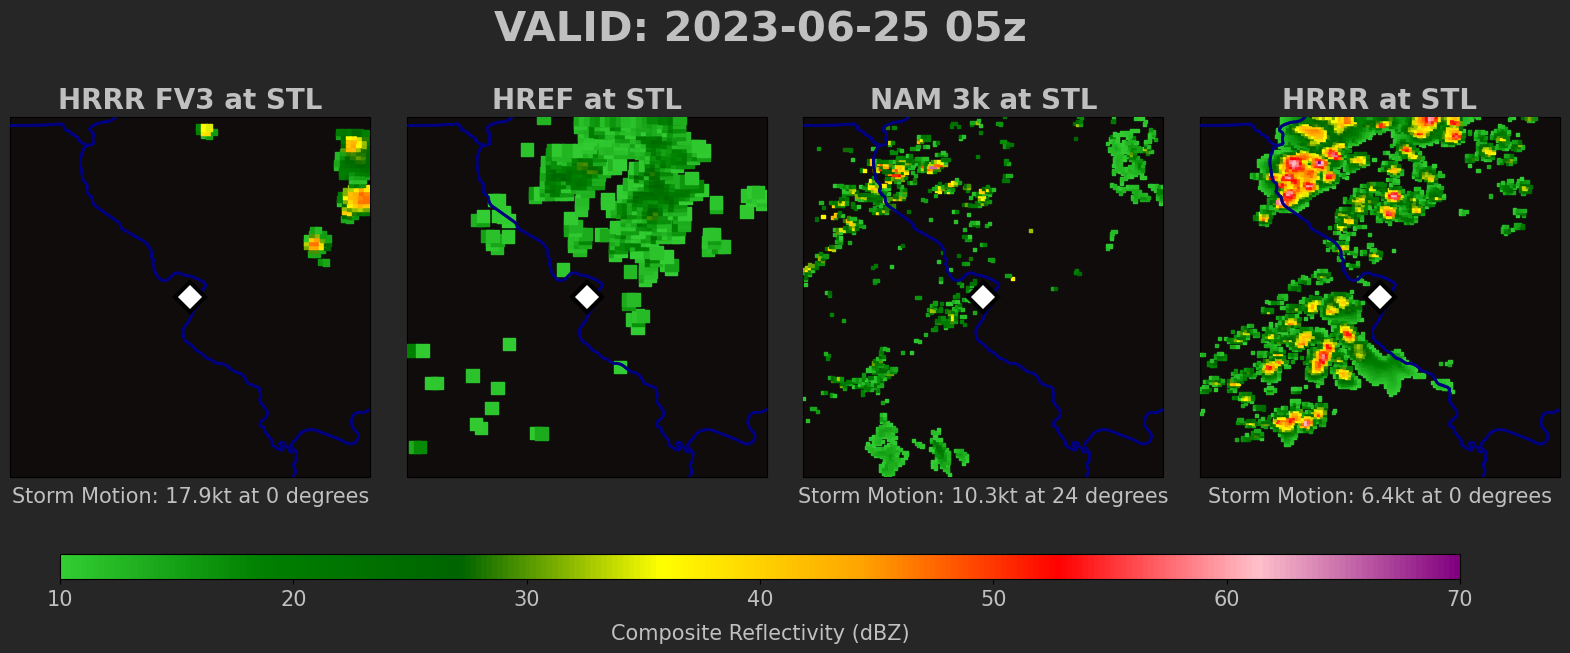 VALID: 2023-06-25 05z
HRRR FV3 at STL
HREF at STL
NAM 3k at STL
HRRR at STL
Storm Motion: 17.9kt at 0 degrees
Storm Motion: 10.3kt at 24 degrees
Storm Motion: 6.4kt at 0 degrees
10 20 30 40 50 60 70
Composite Reflectivity (dBZ)